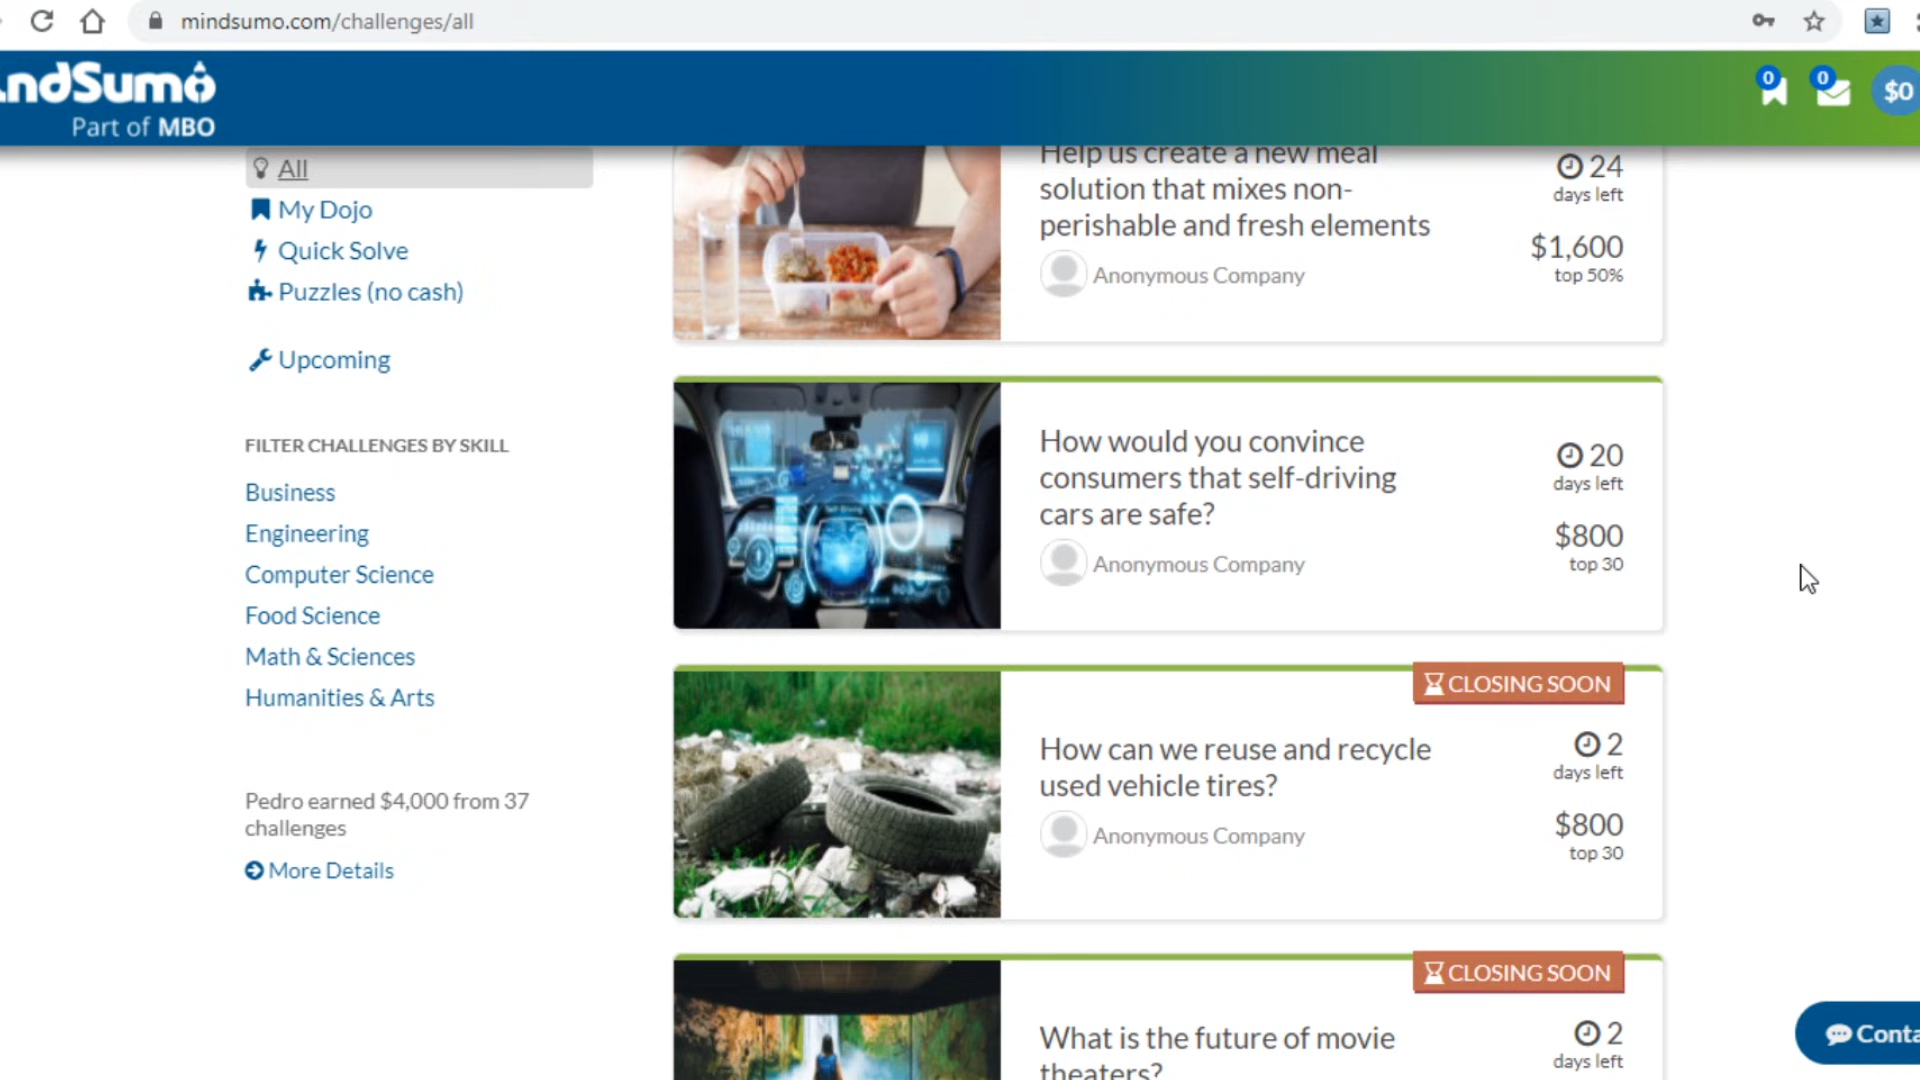 mindsumo.com/challenges/all
ndSumo
Part of MBO
0
0
$0
All
My Dojo
Quick Solve
Puzzles (no cash)
Upcoming
FILTER CHALLENGES BY SKILL
Business
Engineering
Computer Science
Food Science
Math & Sciences
Humanities & Arts
Pedro earned $4,000 from 37
challenges
More Details
Help us create a new meal
solution that mixes non-
perishable and fresh elements
Anonymous Company
24
days left
$1,600
top 50%
How would you convince
consumers that self-driving
cars are safe?
Anonymous Company
20
days left
$800
top 30
CLOSING SOON
How can we reuse and recycle
used vehicle tires?
Anonymous Company
2
days left
$800
top 30
CLOSING SOON
What is the future of movie
theaters?
2
days left
Conta